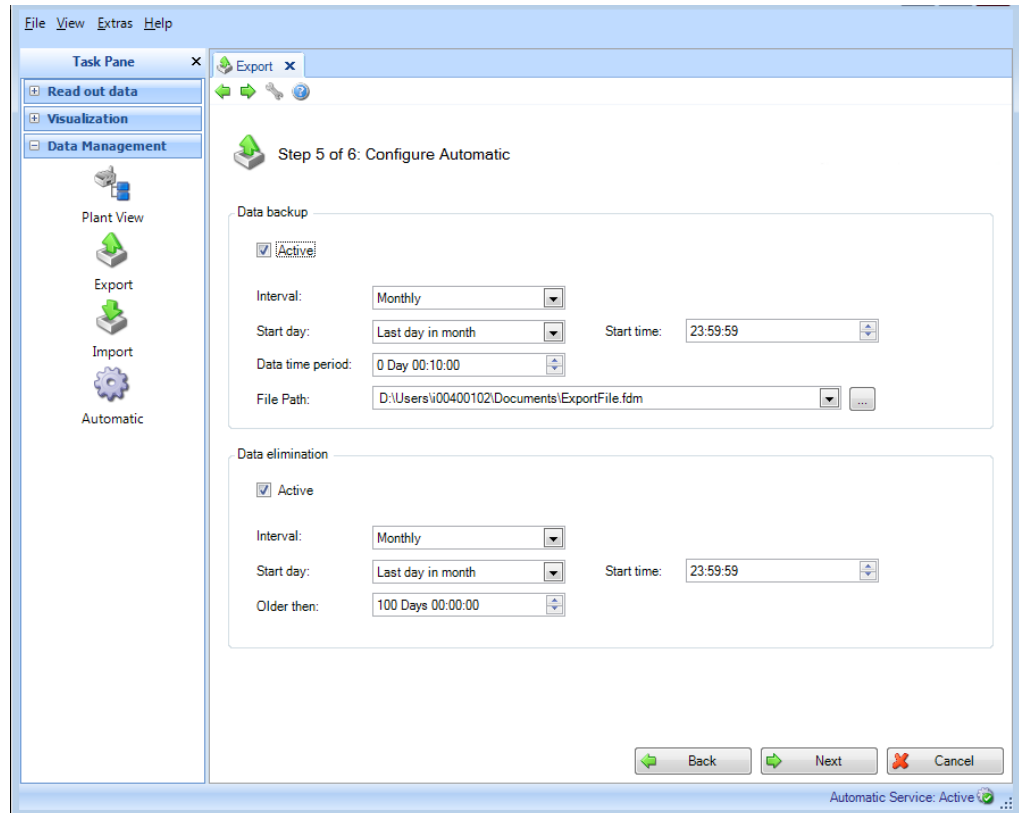 File View Extras Help
Task Pane
Export
Read out data
Visualization
Data Management
Plant View
Export
Import
Automatic
Step 5 of 6: Configure Automatic
Data backup
Active
Interval: Monthly
Start day: Last day in month Start time: 23:59:59
Data time period: 0 Day 00:10:00
File Path: D:\Users\i00400102\Documents\ExportFile.fdm ...
Data elimination
Active
Interval: Monthly
Start day: Last day in month Start time: 23:59:59
Older then: 100 Days 00:00:00
Back Next Cancel
Automatic Service: Active